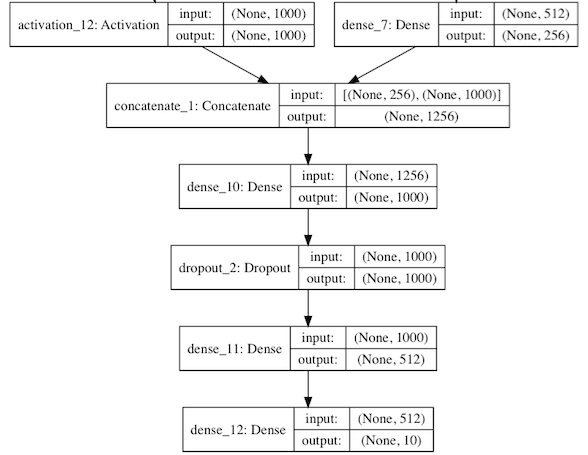 activation_12: Activation input: (None, 1000) dense_7: Dense input: (None, 512)
output: (None, 1000) output: (None, 256)
concatenate_1: Concatenate input: [(None, 256), (None, 1000)]
output: (None, 1256)
dense_10: Dense input: (None, 1256)
output: (None, 1000)
dropout_2: Dropout input: (None, 1000)
output: (None, 1000)
dense_11: Dense input: (None, 1000)
output: (None, 512)
dense_12: Dense input: (None, 512)
output: (None, 10)